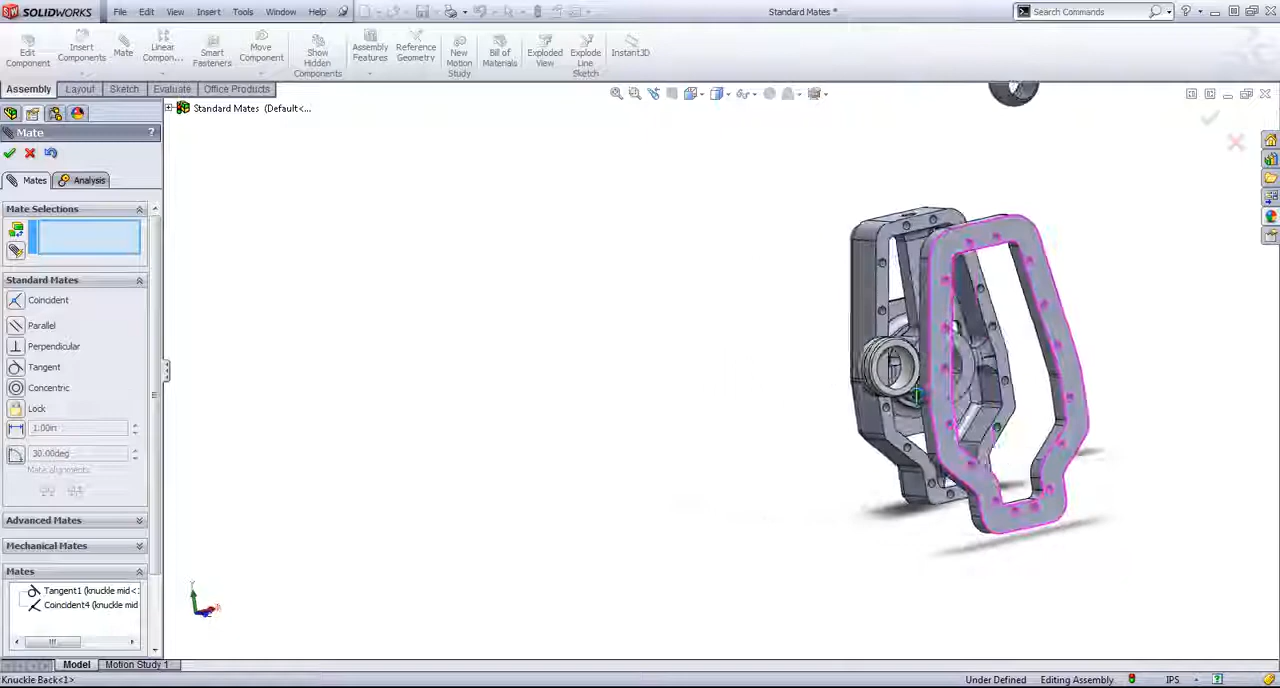 SOLIDWORKS File Edit View Insert Tools Window Help Standard Mates * Search Commands
Edit Component Insert Components Mate Linear Compon... Smart Fasteners Move Component Show Hidden Components Assembly Features Reference Geometry New Motion Study Bill of Materials Exploded View Explode Line Sketch Instant3D
Assembly Layout Sketch Evaluate Office Products
Standard Mates (Default<...
Mate ?
Mates Analysis
Mate Selections
Standard Mates
Coincident
Parallel
Perpendicular
Tangent
Concentric
Lock
1.00in
30.00deg
Mate alignments:
Advanced Mates
Mechanical Mates
Mates
Tangent1 (knuckle mid<:
Coincident4 (knuckle mid
Model Motion Study 1
Knuckle Back<1> Under Defined Editing Assembly IPS